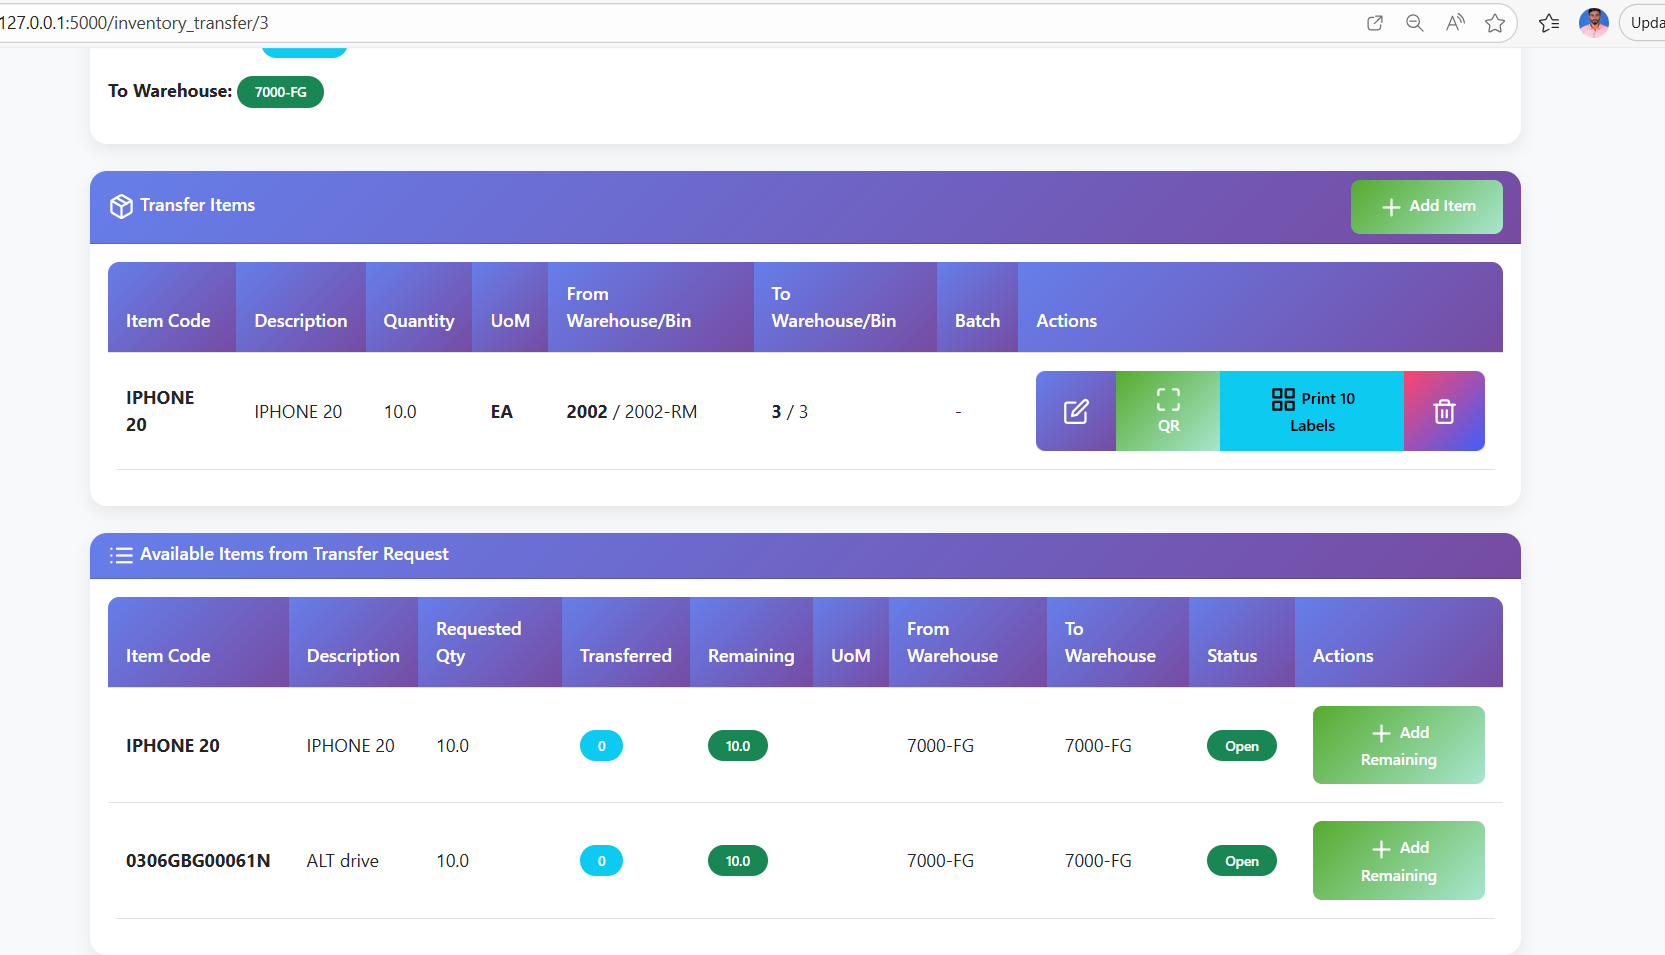 127.0.0.1:5000/inventory_transfer/3
Upda
To Warehouse: 7000-FG
Transfer Items
Add Item
Item Code Description Quantity UoM From Warehouse/Bin To Warehouse/Bin Batch Actions
IPHONE 20 IPHONE 20 10.0 EA 2002 / 2002-RM 3 / 3 - QR Print 10 Labels
Available Items from Transfer Request
Item Code Description Requested Qty Transferred Remaining UoM From Warehouse To Warehouse Status Actions
IPHONE 20 IPHONE 20 10.0 0 10.0 7000-FG 7000-FG Open Add Remaining
0306GBG00061N ALT drive 10.0 0 10.0 7000-FG 7000-FG Open Add Remaining